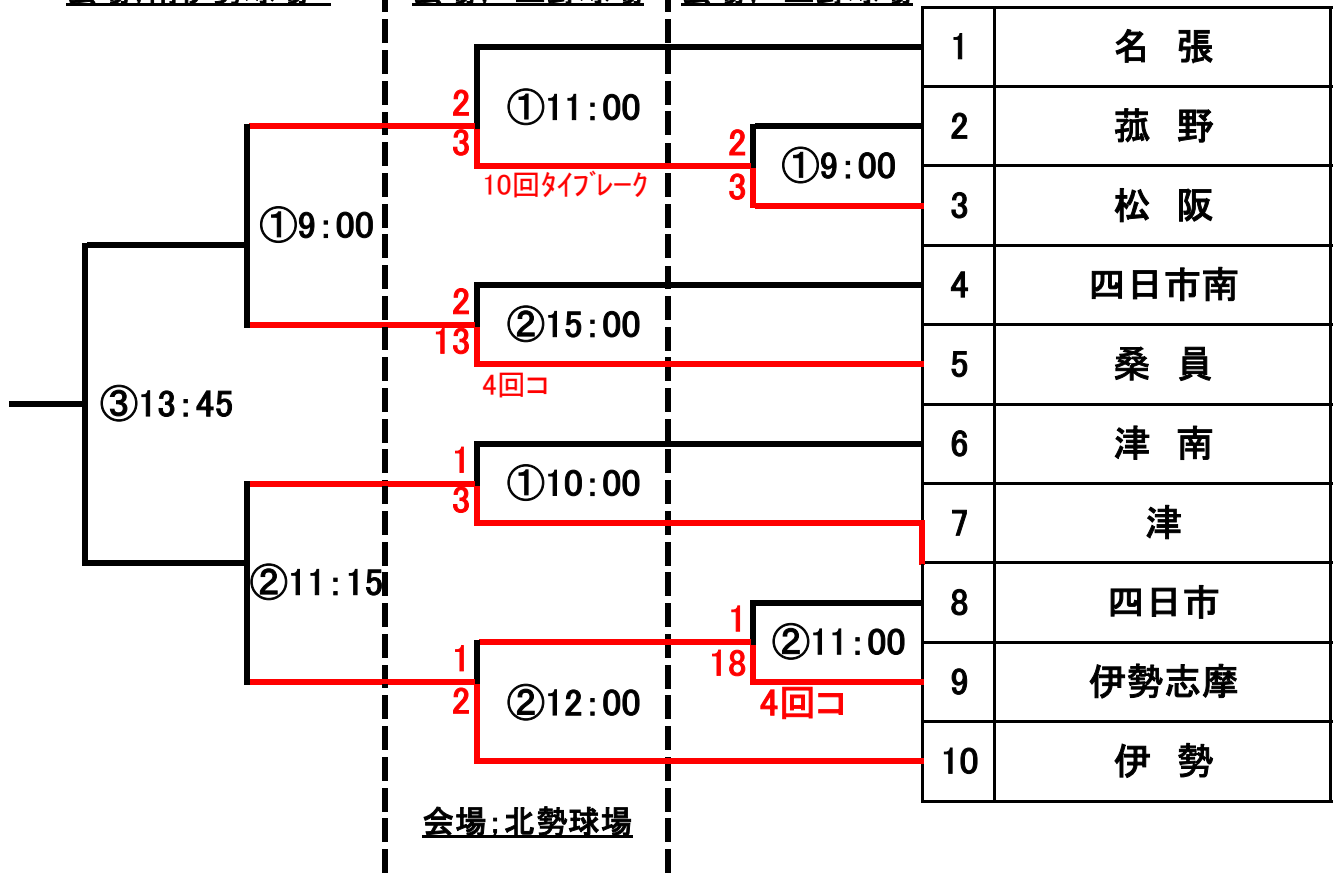 1 名 張
2
①11:00
3
2 菰 野
2
①9:00
10回タイブレーク
3
3 松 阪
①9:00
4 四日市南
2
②15:00
13
5 桑 員
4回コ
③13:45
6 津 南
1
①10:00
3
7 津
②11:15
8 四日市
1
②11:00
18
1
9 伊勢志摩
4回コ
2
②12:00
10 伊 勢
会場;北勢球場